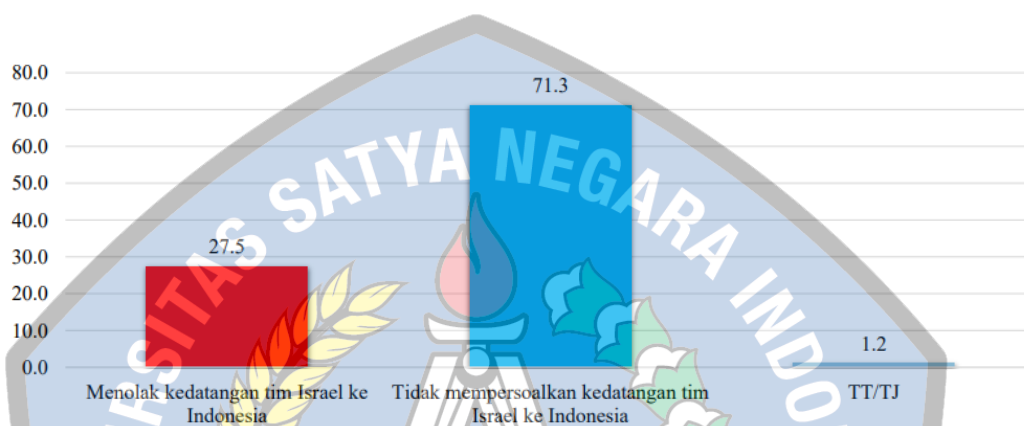 80.0
70.0
60.0
50.0
40.0
30.0
20.0
10.0
0.0
27.5
71.3
1.2
Menolak kedatangan tim Israel ke
Indonesia
Tidak mempersoalkan kedatangan tim
Israel ke Indonesia
TT/TJ
SATYA NEGARA